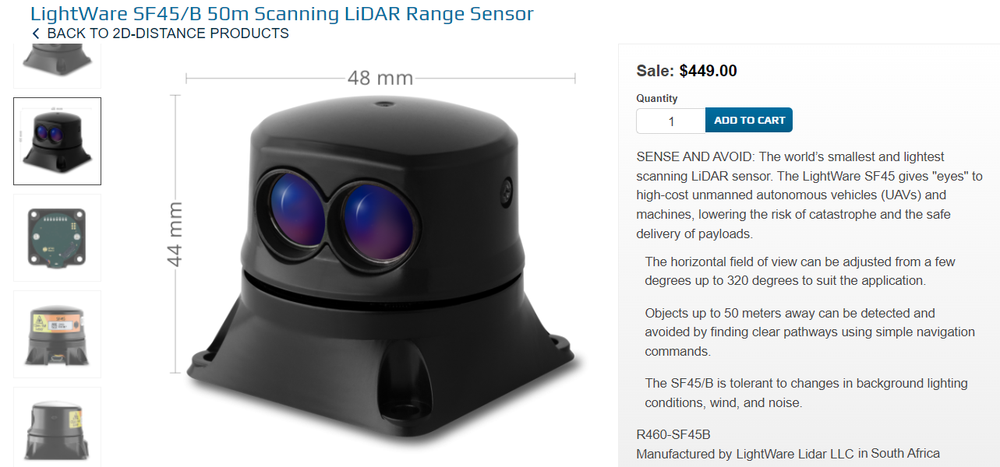 LightWare SF45/B 50m Scanning LiDAR Range Sensor
BACK TO 2D-DISTANCE PRODUCTS
48 mm
44 mm
Sale: $449.00
Quantity
1
ADD TO CART
SENSE AND AVOID: The world’s smallest and lightest
scanning LiDAR sensor. The LightWare SF45 gives "eyes" to
high-cost unmanned autonomous vehicles (UAVs) and
machines, lowering the risk of catastrophe and the safe
delivery of payloads.
The horizontal field of view can be adjusted from a few
degrees up to 320 degrees to suit the application.
Objects up to 50 meters away can be detected and
avoided by finding clear pathways using simple navigation
commands.
The SF45/B is tolerant to changes in background lighting
conditions, wind, and noise.
R460-SF45B
Manufactured by LightWare Lidar LLC in South Africa